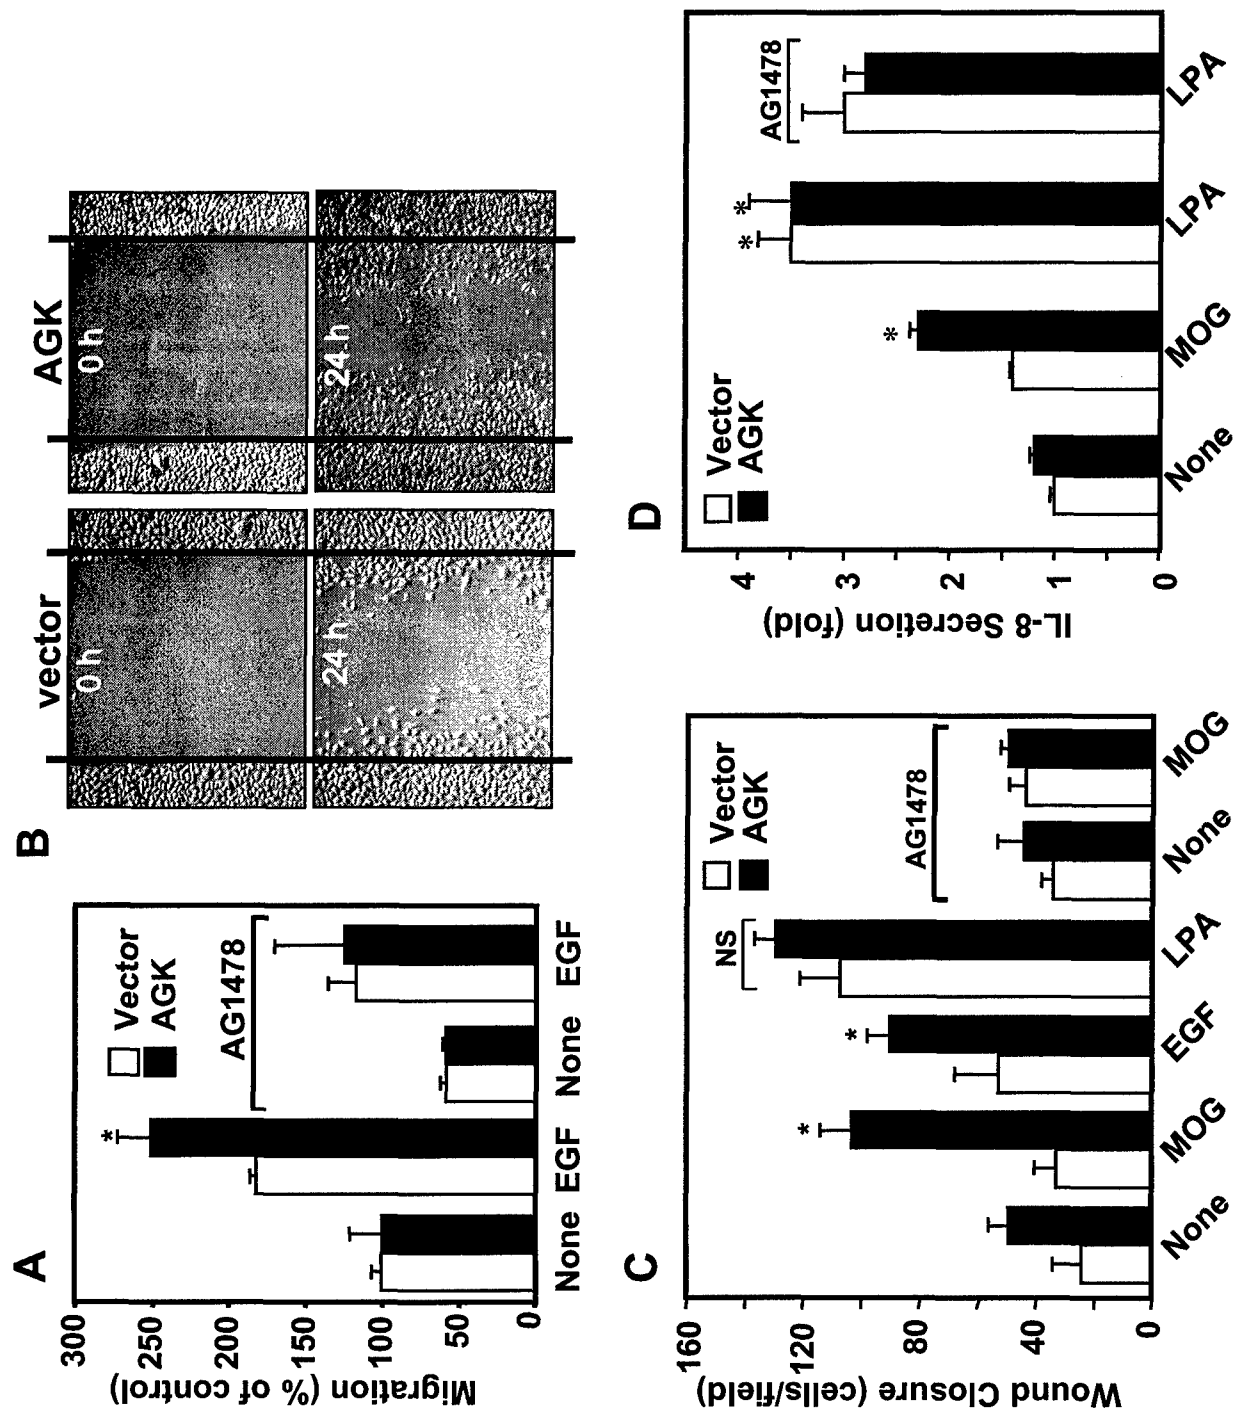 A
Migration (% of control)
300
250
200
150
100
50
0
Vector
AGK
AG1478
*
None EGF None EGF
B
vector
AGK
0 h
0 h
24 h
24 h
C
Wound Closure (cells/field)
160
120
80
40
0
Vector
AGK
NS
AG1478
*
*
None
MOG
EGF
LPA
None
MOG
D
IL-8 Secretion (fold)
4
3
2
1
0
Vector
AGK
AG1478
*
*
*
None
MOG
LPA
LPA